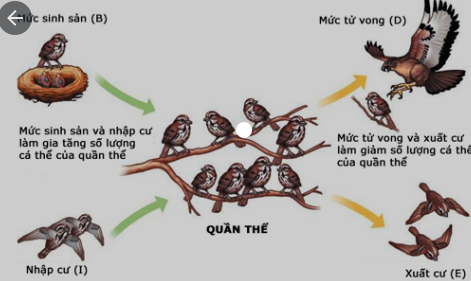 Mức sinh sản (B)
Mức tử vong (D)
Mức sinh sản và nhập cư
làm gia tăng số lượng
cá thể của quần thể
Mức tử vong và xuất cư
làm giảm số lượng cá thể
của quần thể
QUẦN THỂ
Nhập cư (I)
Xuất cư (E)